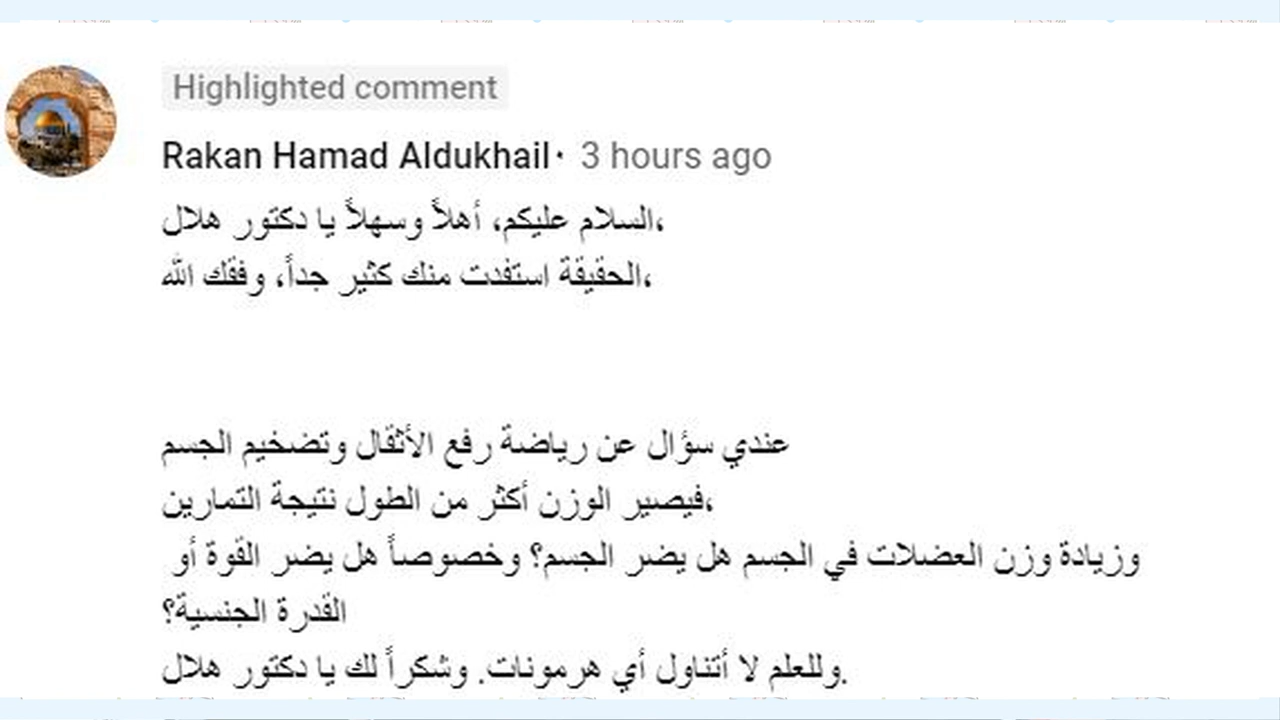 Highlighted comment
Rakan Hamad Aldukhail · 3 hours ago
السلام عليكم، أهلاً وسهلاً يا دكتور هلال،
الحقيقة استفدت منك كثير جداً، وفقك الله،
عندي سؤال عن رياضة رفع الأثقال وتضخيم الجسم
فيصير الوزن أكثر من الطول نتيجة التمارين،
وزيادة وزن العضلات في الجسم هل يضر الجسم؟ وخصوصاً هل يضر القوة أو
القدرة الجنسية؟
وللعلم لا أتناول أي هرمونات. وشكراً لك يا دكتور هلال.